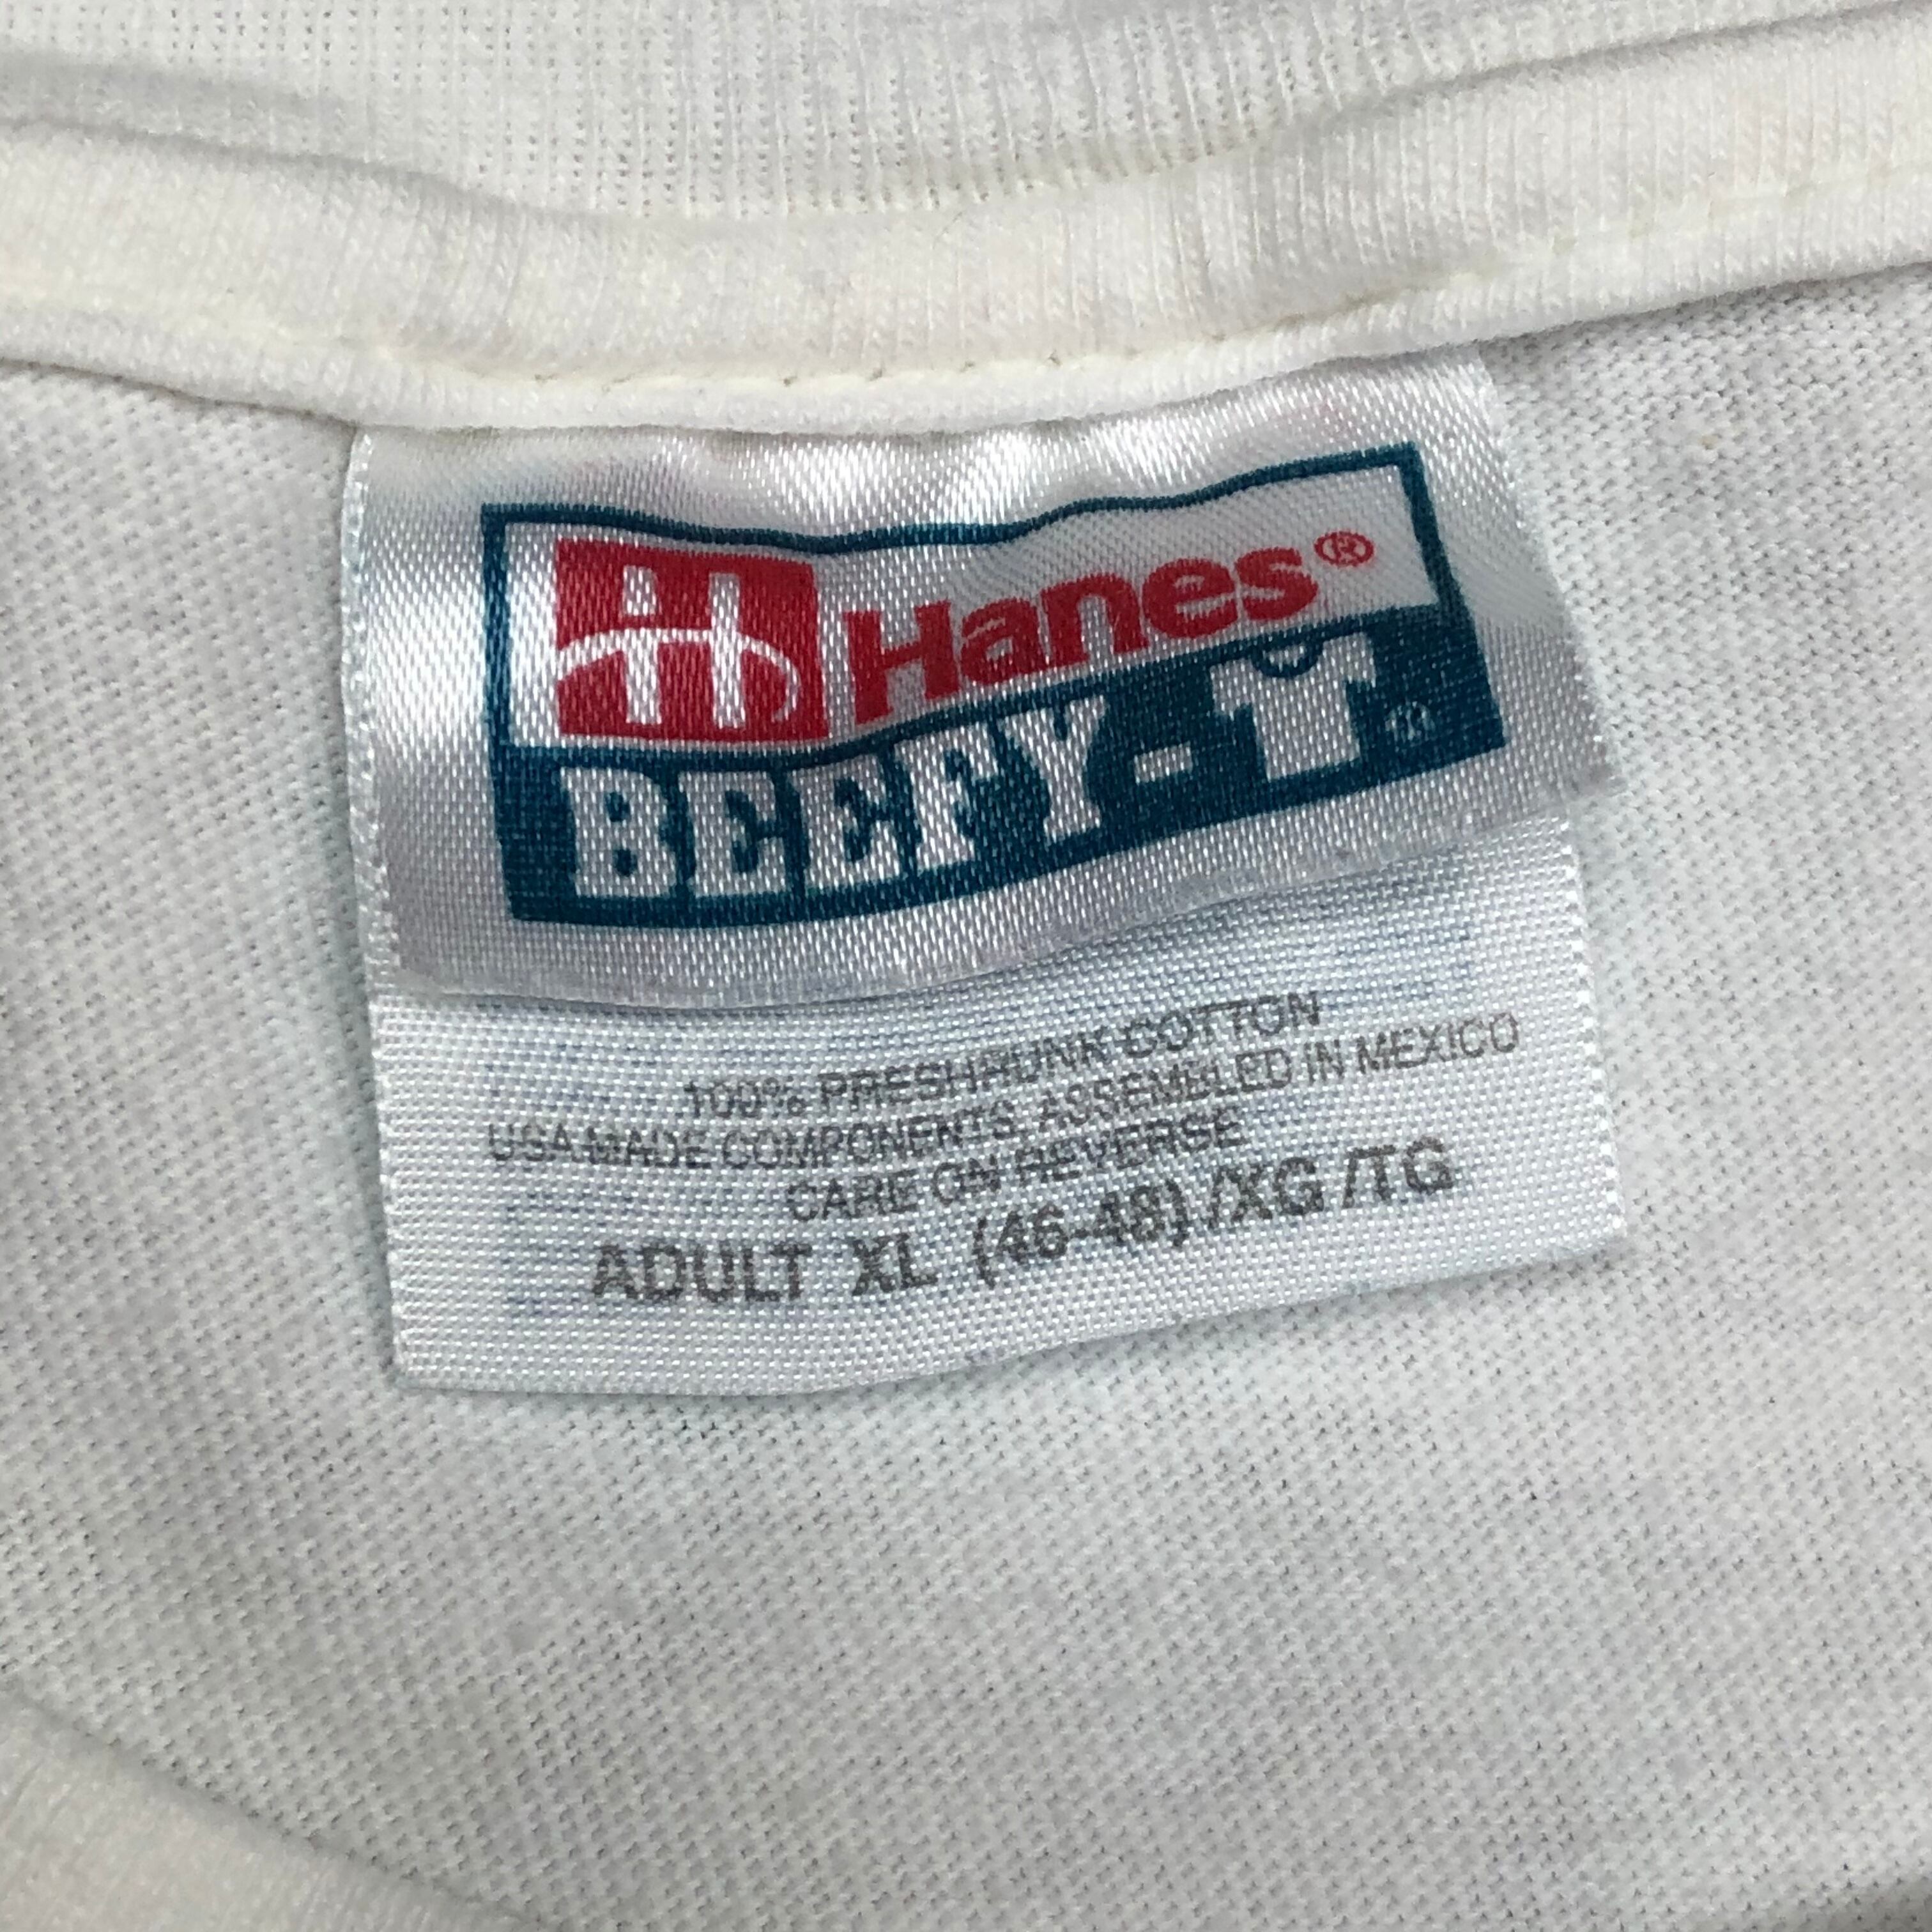 H Hanes®
BEEFY-T®
100% PRESHRUNK COTTON
USA MADE COMPONENTS, ASSEMBLED IN MEXICO
CARE ON REVERSE
ADULT XL (46-48) /XG /TG